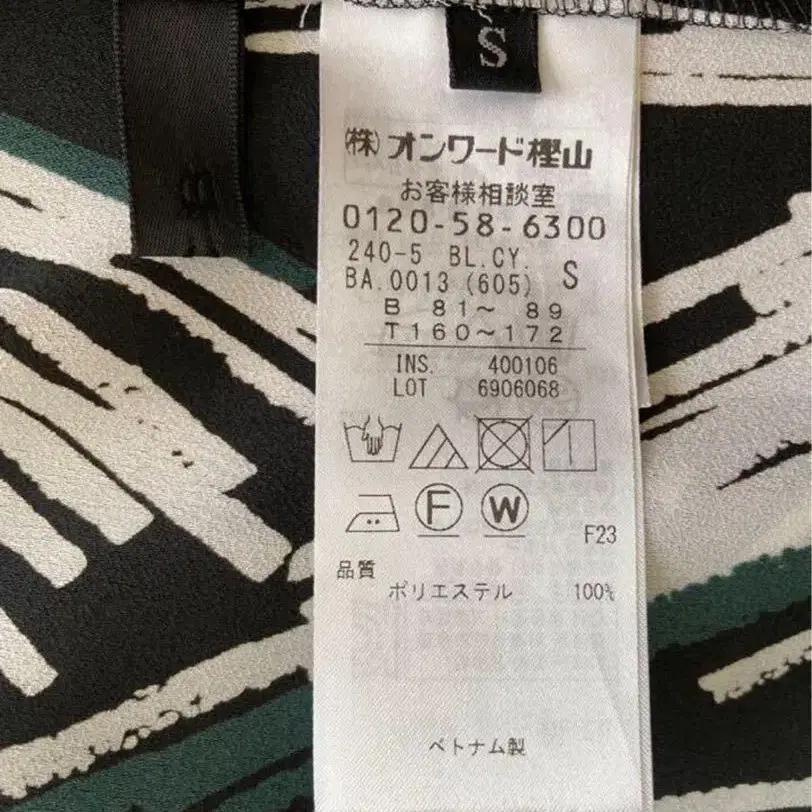 S
㈱オンワード樫山
お客様相談室
0120-58-6300
240-5 BL.CY.
BA.0013 (605) S
B 81～ 89
T160～172
INS. 400106
LOT 6906068
F W
F23
品質
ポリエステル 100%
ベトナム製